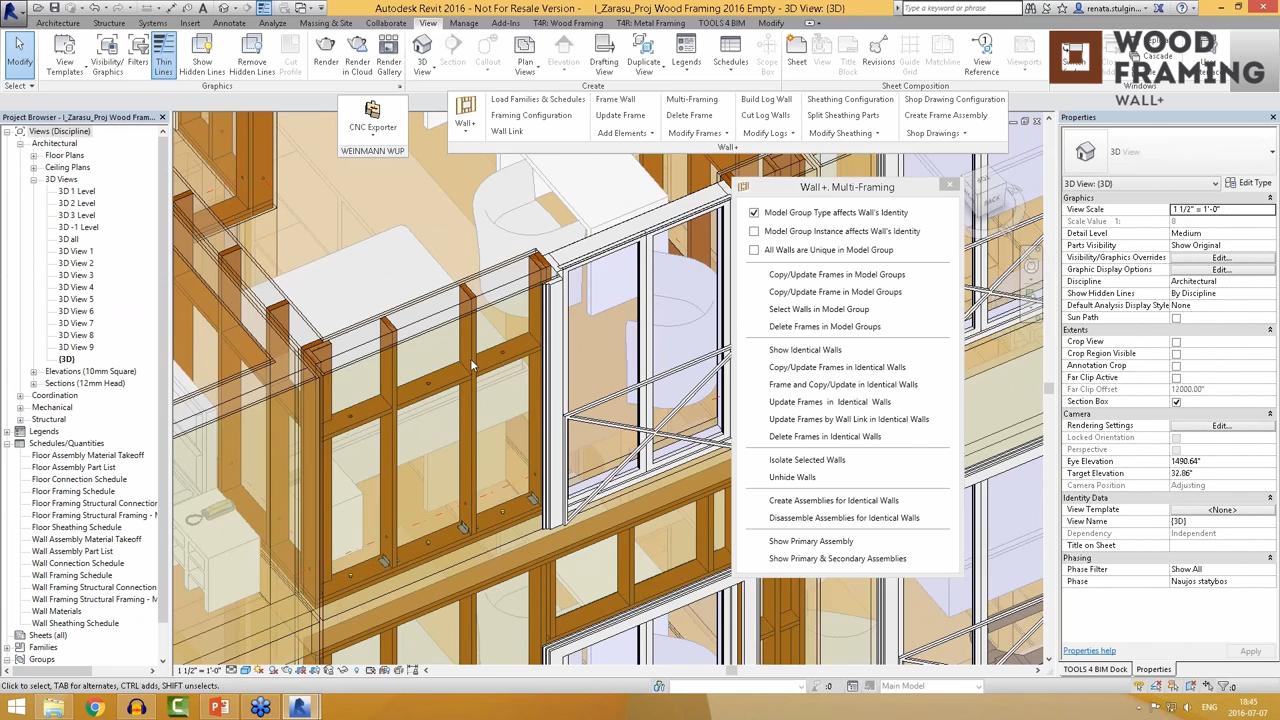 Autodesk Revit 2016 - Not For Resale Version - I_Zarasu_Proj Wood Framing 2016 Empty - 3D View: {3D}
Type a keyword or phrase
renata.stulgin...
Architecture Structure Systems Insert Annotate Analyze Massing & Site Collaborate View Manage Add-Ins T4R: Wood Framing T4R: Metal Framing TOOLS 4 BIM Modify
Modify
View Templates
Visibility/ Graphics
Filters
Thin Lines
Show Hidden Lines
Remove Hidden Lines
Cut Profile
Render
Render in Cloud
Render Gallery
3D View
Section
Callout
Plan Views
Elevation
Drafting View
Duplicate View
Legends
Schedules
Scope Box
Sheet
View
Title Block
Revisions
Guide Grid
Matchline
View Reference
Viewports
Cascade
Select
Graphics
Create
Sheet Composition
Windows
WOOD
FRAMING
WALL+
CNC Exporter
WEINMANN WUP
Wall+
Load Families & Schedules Frame Wall Multi-Framing Build Log Wall Sheathing Configuration Shop Drawing Configuration
Framing Configuration Update Frame Delete Frame Cut Log Walls Split Sheathing Parts Create Frame Assembly
Wall Link Add Elements Modify Frames Modify Logs Modify Sheathing Shop Drawings
Wall+
Project Browser - I_Zarasu_Proj Wood Framing...
Views (Discipline)
Architectural
Floor Plans
Ceiling Plans
3D Views
3D 1 Level
3D 2 Level
3D 3 Level
3D -1 Level
3D all
3D View 1
3D View 2
3D View 3
3D View 4
3D View 5
3D View 6
3D View 7
3D View 8
3D View 9
{3D}
Elevations (10mm Square)
Sections (12mm Head)
Coordination
Mechanical
Structural
Legends
Schedules/Quantities
Floor Assembly Material Takeoff
Floor Assembly Part List
Floor Connection Schedule
Floor Framing Schedule
Floor Framing Structural Connection
Floor Framing Structural Framing - M
Floor Sheathing Schedule
Wall Assembly Material Takeoff
Wall Assembly Part List
Wall Connection Schedule
Wall Framing Schedule
Wall Framing Structural Connection
Wall Framing Structural Framing - M
Wall Materials
Wall Sheathing Schedule
Sheets (all)
Families
Groups
Wall+. Multi-Framing
Model Group Type affects Wall's Identity
Model Group Instance affects Wall's Identity
All Walls are Unique in Model Group
Copy/Update Frames in Model Groups
Copy/Update Frame in Model Groups
Select Walls in Model Group
Delete Frames in Model Groups
Show Identical Walls
Copy/Update Frames in Identical Walls
Frame and Copy/Update in Identical Walls
Update Frames in Identical Walls
Update Frames by Wall Link in Identical Walls
Delete Frames in Identical Walls
Isolate Selected Walls
Unhide Walls
Create Assemblies for Identical Walls
Disassemble Assemblies for Identical Walls
Show Primary Assembly
Show Primary & Secondary Assemblies
BACK
Properties
3D View
3D View: {3D} Edit Type
Graphics
View Scale 1 1/2" = 1'-0"
Scale Value 1: 8
Detail Level Medium
Parts Visibility Show Original
Visibility/Graphics Overrides Edit...
Graphic Display Options Edit...
Discipline Architectural
Show Hidden Lines By Discipline
Default Analysis Display Style None
Sun Path
Extents
Crop View
Crop Region Visible
Annotation Crop
Far Clip Active
Far Clip Offset 12000.00"
Section Box
Camera
Rendering Settings Edit...
Locked Orientation
Perspective
Eye Elevation 1490.64"
Target Elevation 32.86"
Camera Position Adjusting
Identity Data
View Template <None>
View Name {3D}
Dependency Independent
Title on Sheet
Phasing
Phase Filter Show All
Phase Naujos statybos
Properties help Apply
TOOLS 4 BIM Dock Properties
1 1/2" = 1'-0"
Click to select, TAB for alternates, CTRL adds, SHIFT unselects.
:0
Main Model
:0
ENG
18:45
2016-07-07